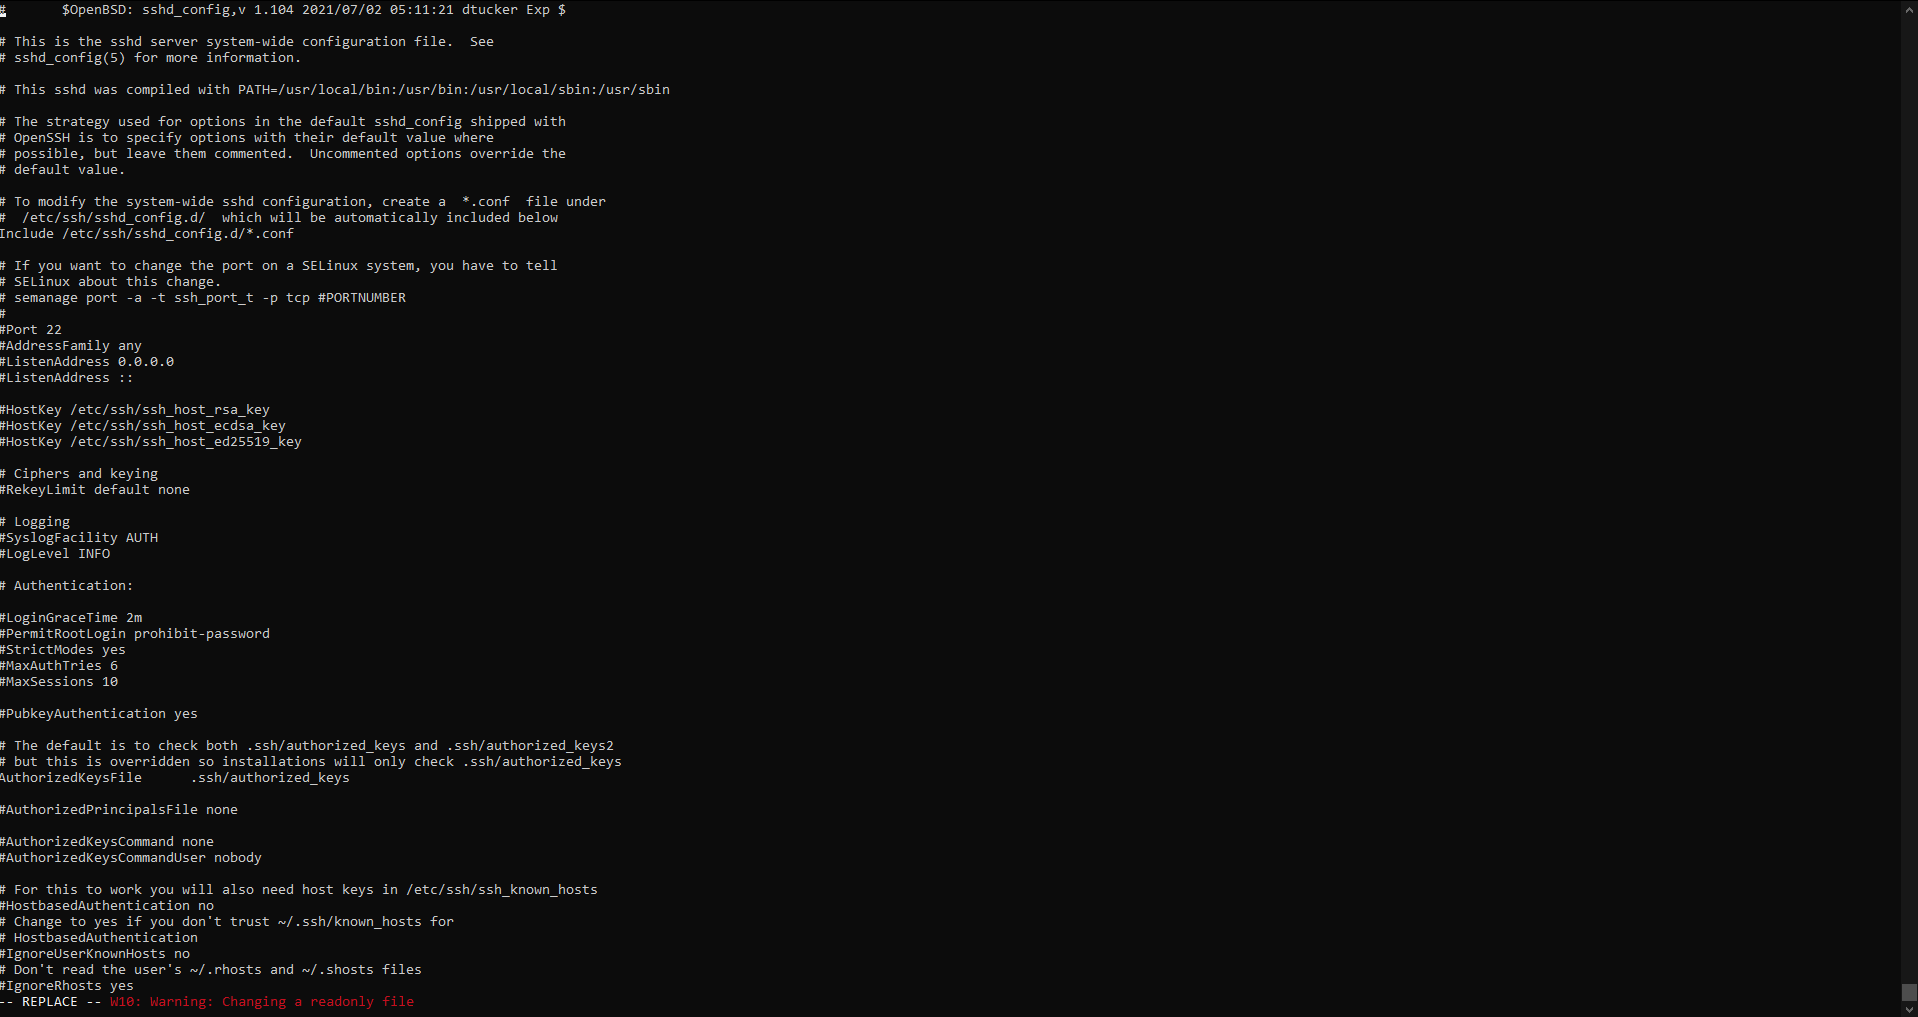 #       $OpenBSD: sshd_config,v 1.104 2021/07/02 05:11:21 dtucker Exp $

# This is the sshd server system-wide configuration file.  See
# sshd_config(5) for more information.

# This sshd was compiled with PATH=/usr/local/bin:/usr/bin:/usr/local/sbin:/usr/sbin

# The strategy used for options in the default sshd_config shipped with
# OpenSSH is to specify options with their default value where
# possible, but leave them commented.  Uncommented options override the
# default value.

# To modify the system-wide sshd configuration, create a  *.conf  file under
#  /etc/ssh/sshd_config.d/  which will be automatically included below
Include /etc/ssh/sshd_config.d/*.conf

# If you want to change the port on a SELinux system, you have to tell
# SELinux about this change.
# semanage port -a -t ssh_port_t -p tcp #PORTNUMBER
#
#Port 22
#AddressFamily any
#ListenAddress 0.0.0.0
#ListenAddress ::

#HostKey /etc/ssh/ssh_host_rsa_key
#HostKey /etc/ssh/ssh_host_ecdsa_key
#HostKey /etc/ssh/ssh_host_ed25519_key

# Ciphers and keying
#RekeyLimit default none

# Logging
#SyslogFacility AUTH
#LogLevel INFO

# Authentication:

#LoginGraceTime 2m
#PermitRootLogin prohibit-password
#StrictModes yes
#MaxAuthTries 6
#MaxSessions 10

#PubkeyAuthentication yes

# The default is to check both .ssh/authorized_keys and .ssh/authorized_keys2
# but this is overridden so installations will only check .ssh/authorized_keys
AuthorizedKeysFile      .ssh/authorized_keys

#AuthorizedPrincipalsFile none

#AuthorizedKeysCommand none
#AuthorizedKeysCommandUser nobody

# For this to work you will also need host keys in /etc/ssh/ssh_known_hosts
#HostbasedAuthentication no
# Change to yes if you don't trust ~/.ssh/known_hosts for
# HostbasedAuthentication
#IgnoreUserKnownHosts no
# Don't read the user's ~/.rhosts and ~/.shosts files
#IgnoreRhosts yes
-- REPLACE -- W10: Warning: Changing a readonly file